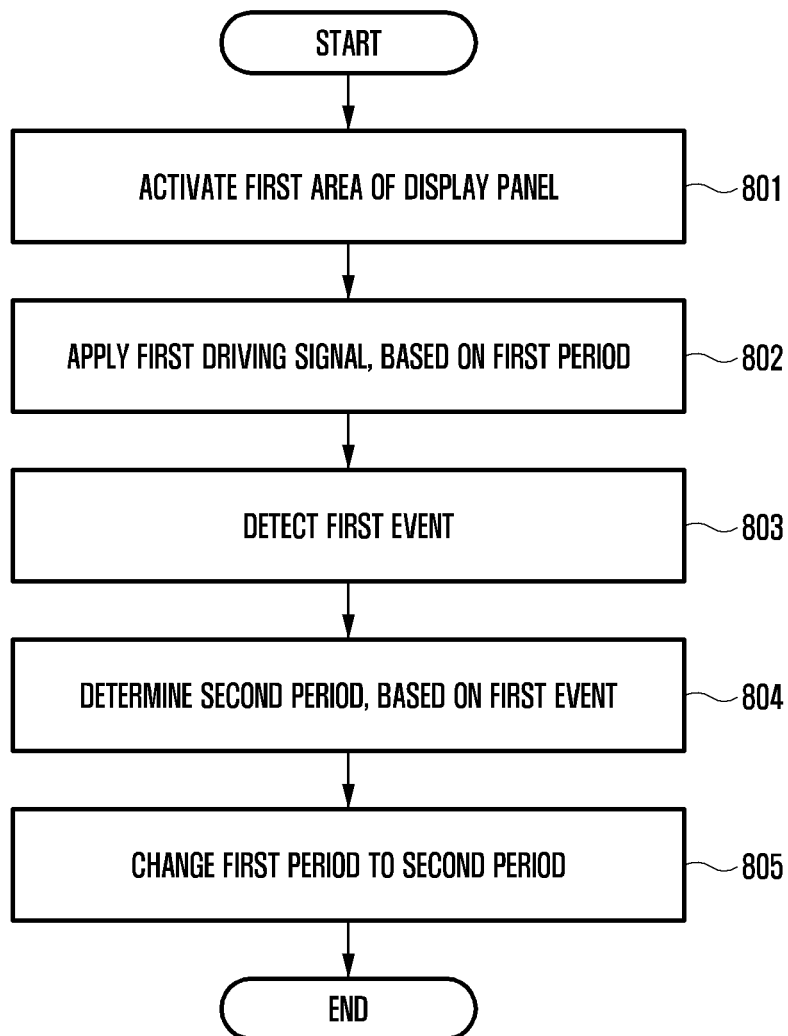 START
ACTIVATE FIRST AREA OF DISPLAY PANEL
801
APPLY FIRST DRIVING SIGNAL, BASED ON FIRST PERIOD
802
DETECT FIRST EVENT
803
DETERMINE SECOND PERIOD, BASED ON FIRST EVENT
804
CHANGE FIRST PERIOD TO SECOND PERIOD
805
END